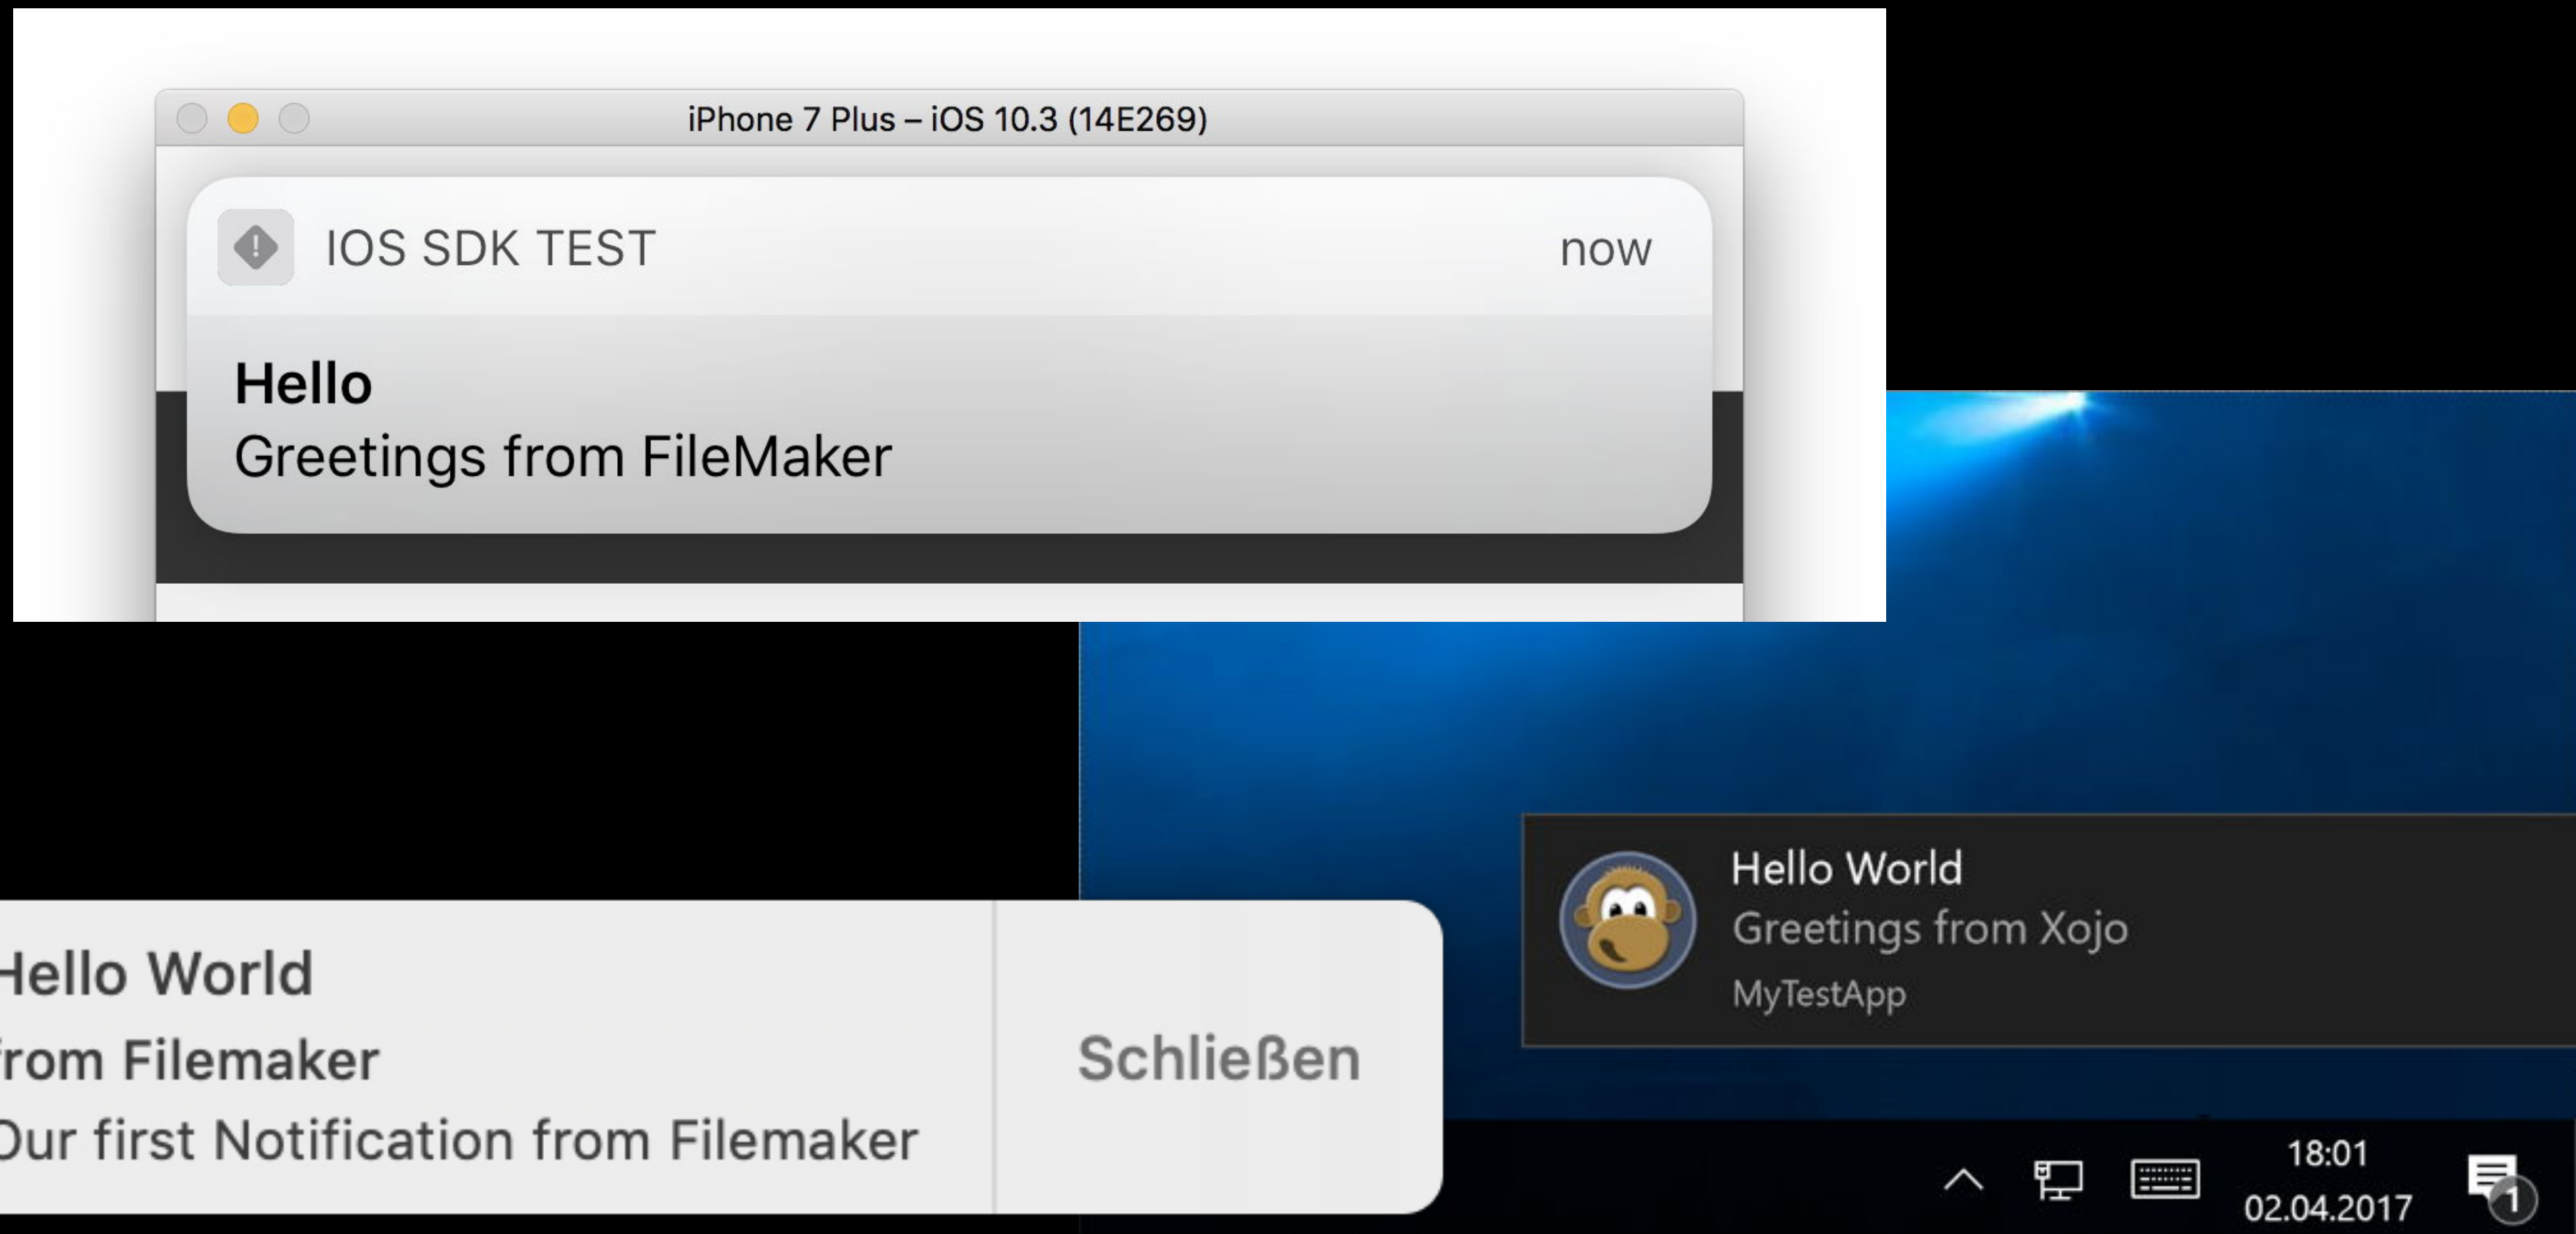 iPhone 7 Plus – iOS 10.3 (14E269)
IOS SDK TEST
now
Hello
Greetings from FileMaker
Hello World
from Filemaker
Our first Notification from Filemaker
Schließen
Hello World
Greetings from Xojo
MyTestApp
18:01
02.04.2017
1